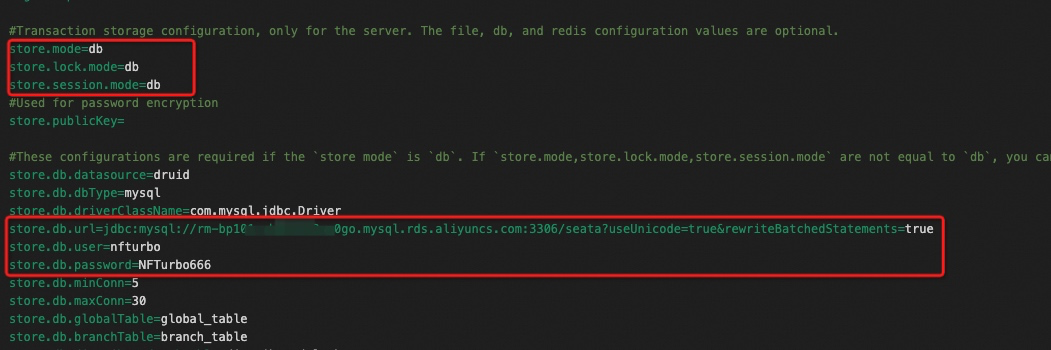 #Transaction storage configuration, only for the server. The file, db, and redis configuration values are optional.
store.mode=db
store.lock.mode=db
store.session.mode=db
#Used for password encryption
store.publicKey=
#These configurations are required if the `store mode` is `db`. If `store.mode,store.lock.mode,store.session.mode` are not equal to `db`, you
store.db.datasource=druid
store.db.dbType=mysql
store.db.driverClassName=com.mysql.jdbc.Driver
store.db.url=jdbc:mysql://rm-bp10 0go.mysql.rds.aliyuncs.com:3306/seata?useUnicode=true&rewriteBatchedStatements=true
store.db.user=nfturbo
store.db.password=NFTurbo666
store.db.minConn=5
store.db.maxConn=30
store.db.globalTable=global_table
store.db.branchTable=branch_table